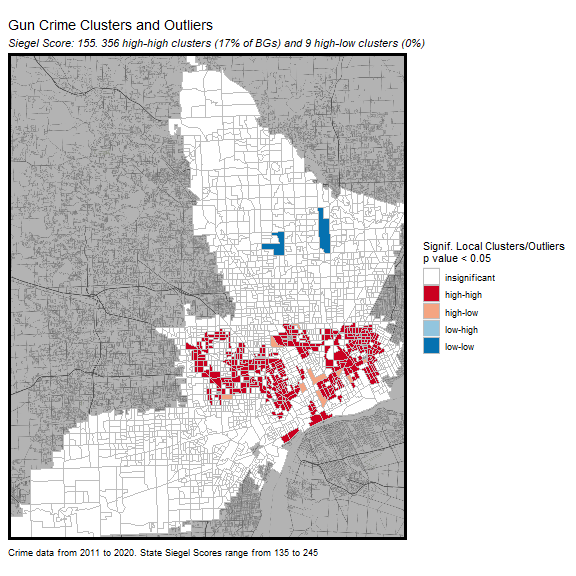 Gun Crime Clusters and Outliers
Siegel Score: 155. 356 high-high clusters (17% of BGs) and 9 high-low clusters (0%)
Signif. Local Clusters/Outliers
p value < 0.05
insignificant
high-high
high-low
low-high
low-low
Crime data from 2011 to 2020. State Siegel Scores range from 135 to 245